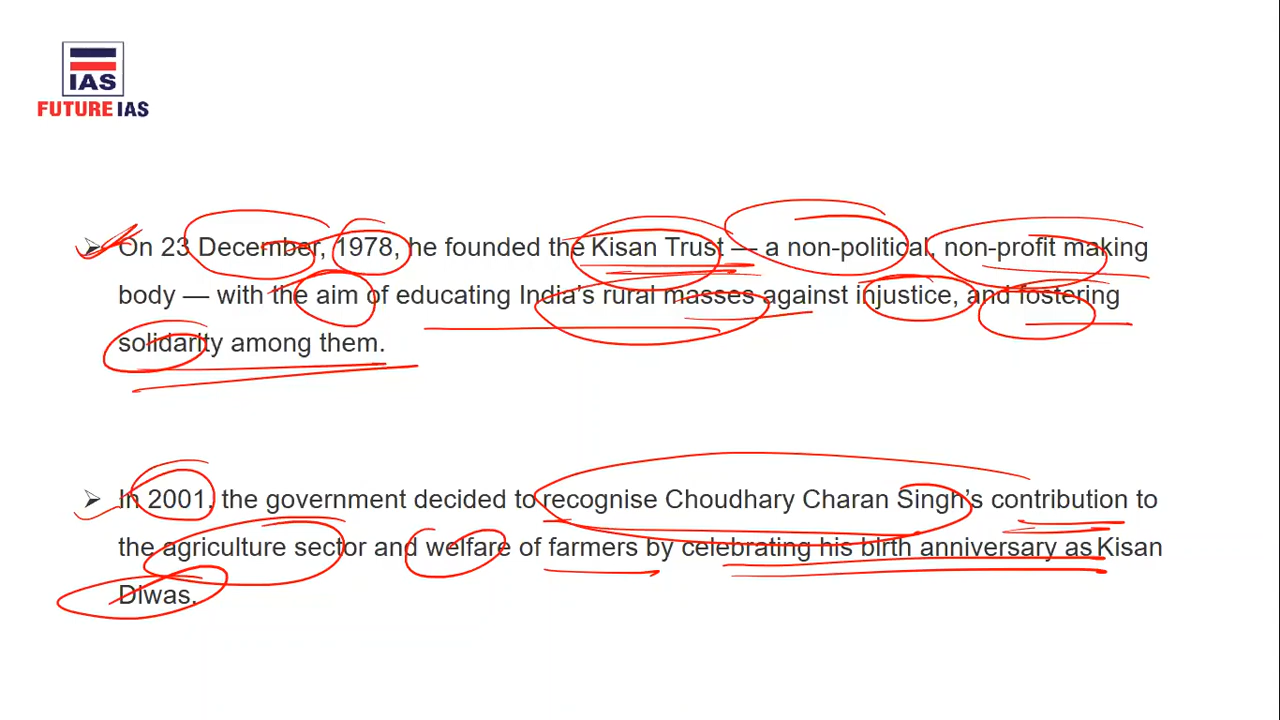 IAS
FUTURE IAS
➢ On 23 December, 1978, he founded the Kisan Trust — a non-political, non-profit making
body — with the aim of educating India’s rural masses against injustice, and fostering
solidarity among them.
➢ In 2001, the government decided to recognise Choudhary Charan Singh’s contribution to
the agriculture sector and welfare of farmers by celebrating his birth anniversary as Kisan
Diwas.